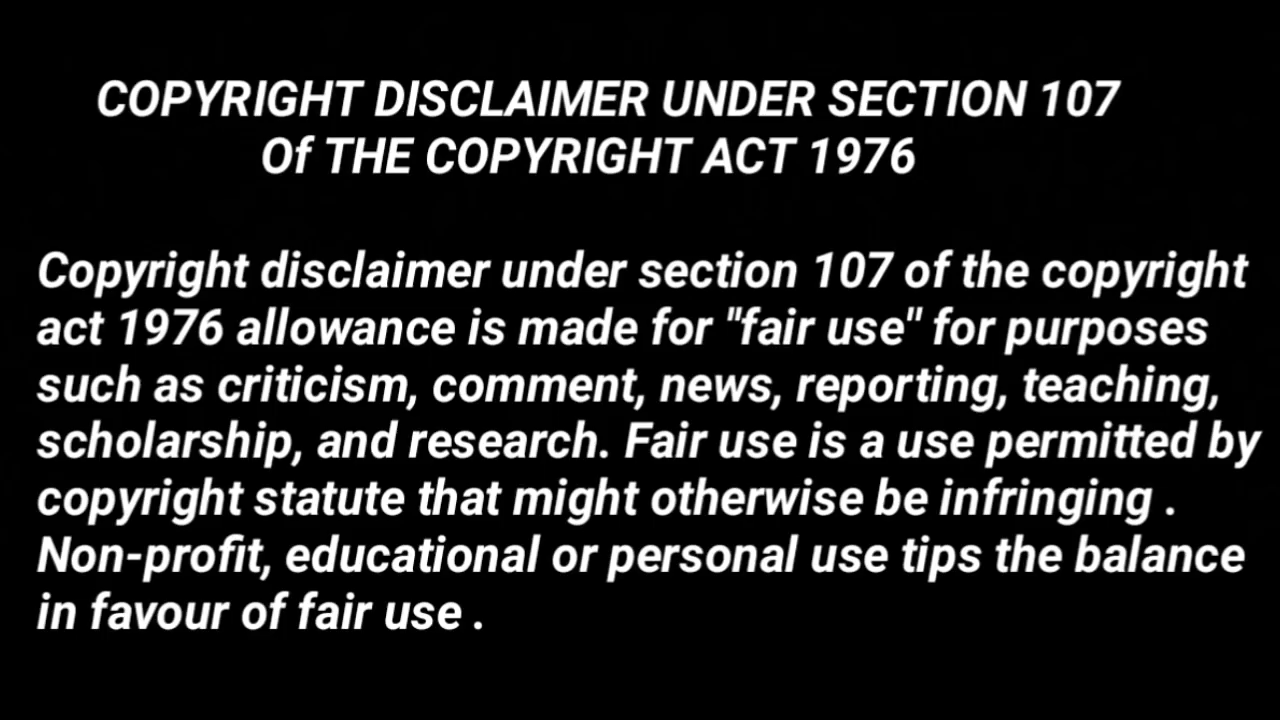 COPYRIGHT DISCLAIMER UNDER SECTION 107
Of THE COPYRIGHT ACT 1976
Copyright disclaimer under section 107 of the copyright
act 1976 allowance is made for "fair use" for purposes
such as criticism, comment, news, reporting, teaching,
scholarship, and research. Fair use is a use permitted by
copyright statute that might otherwise be infringing .
Non-profit, educational or personal use tips the balance
in favour of fair use .